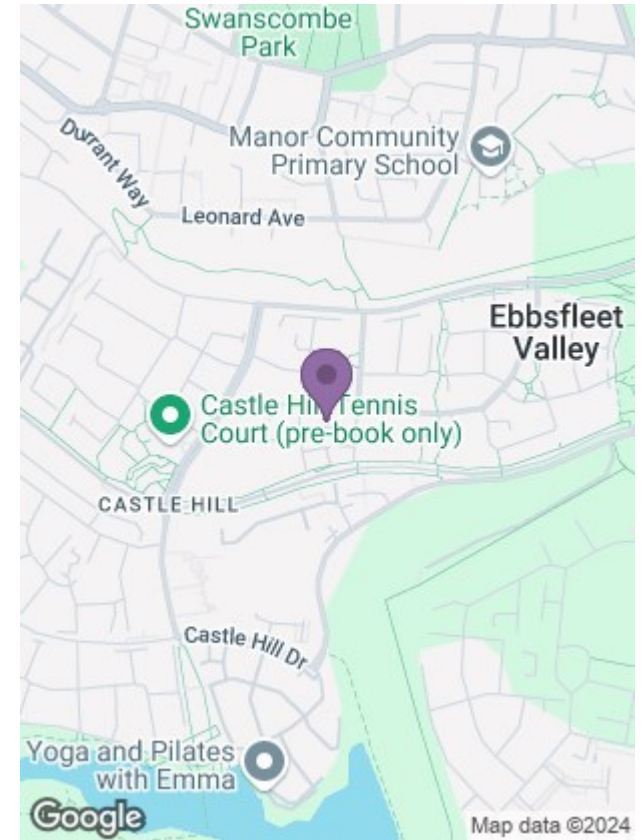 Swanscombe
Park
Manor Community
Primary School
Durrant Way
Leonard Ave
Ebbsfleet
Valley
Castle Hill Tennis
Court (pre-book only)
CASTLE HILL
Castle Hill Dr
Yoga and Pilates
with Emma
Google
Map data ©2024